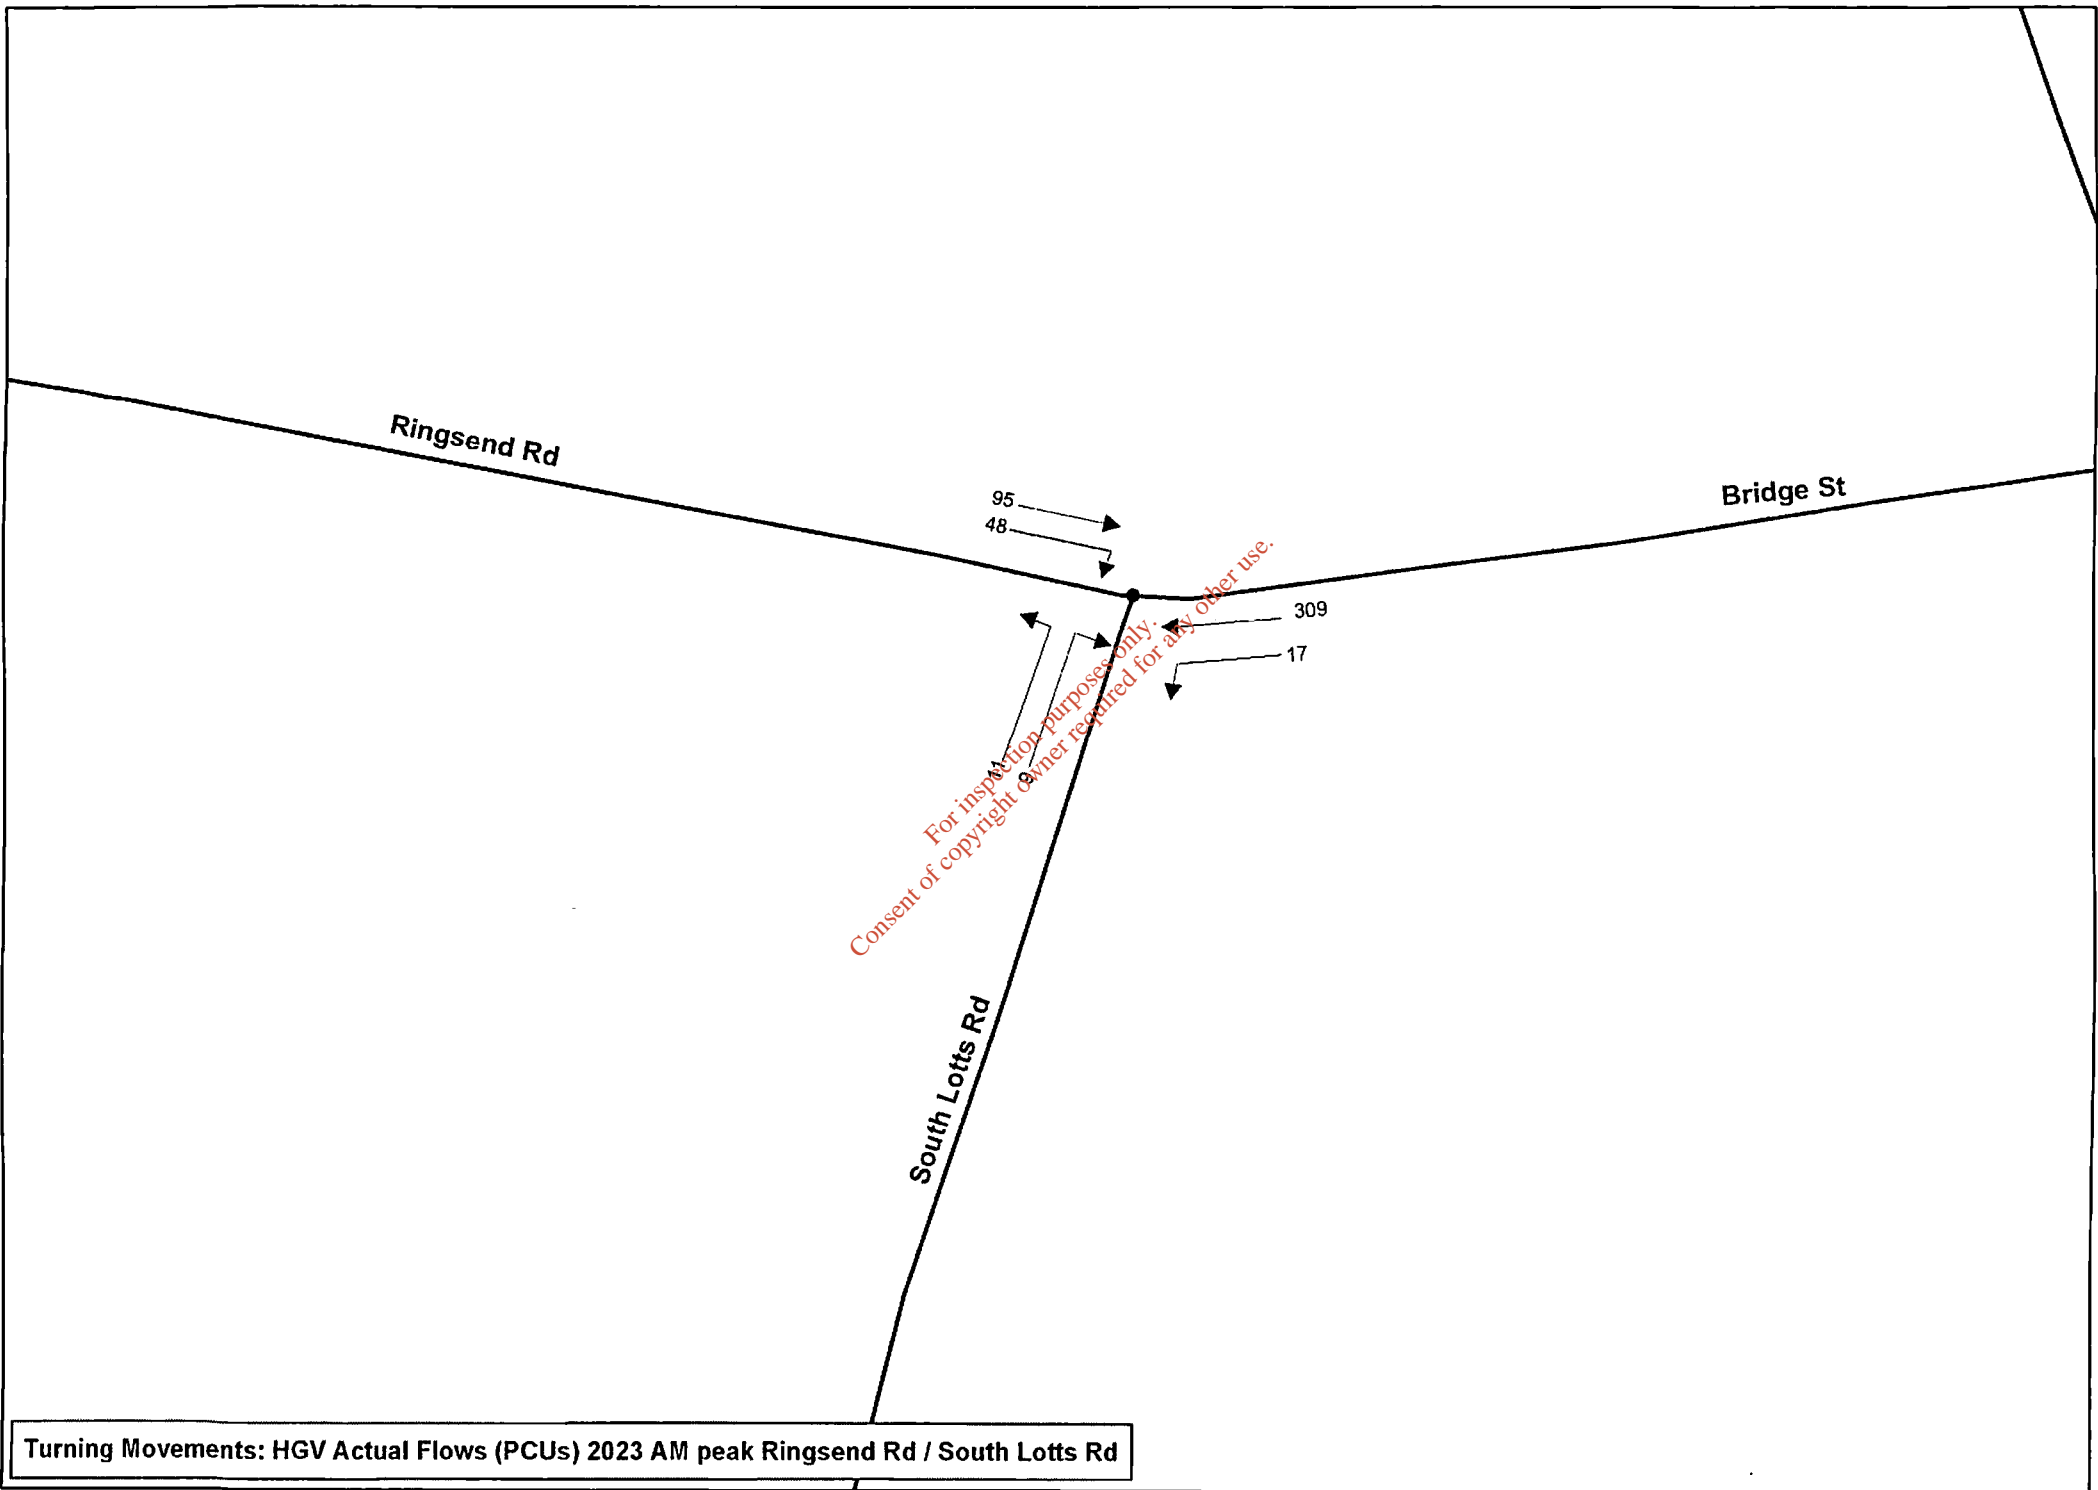 Ringsend Rd
Bridge St
95
48
309
17
11
9
For inspection purposes only.
Consent of copyright owner required for any other use.
South Lotts Rd
Turning Movements: HGV Actual Flows (PCUs) 2023 AM peak Ringsend Rd / South Lotts Rd